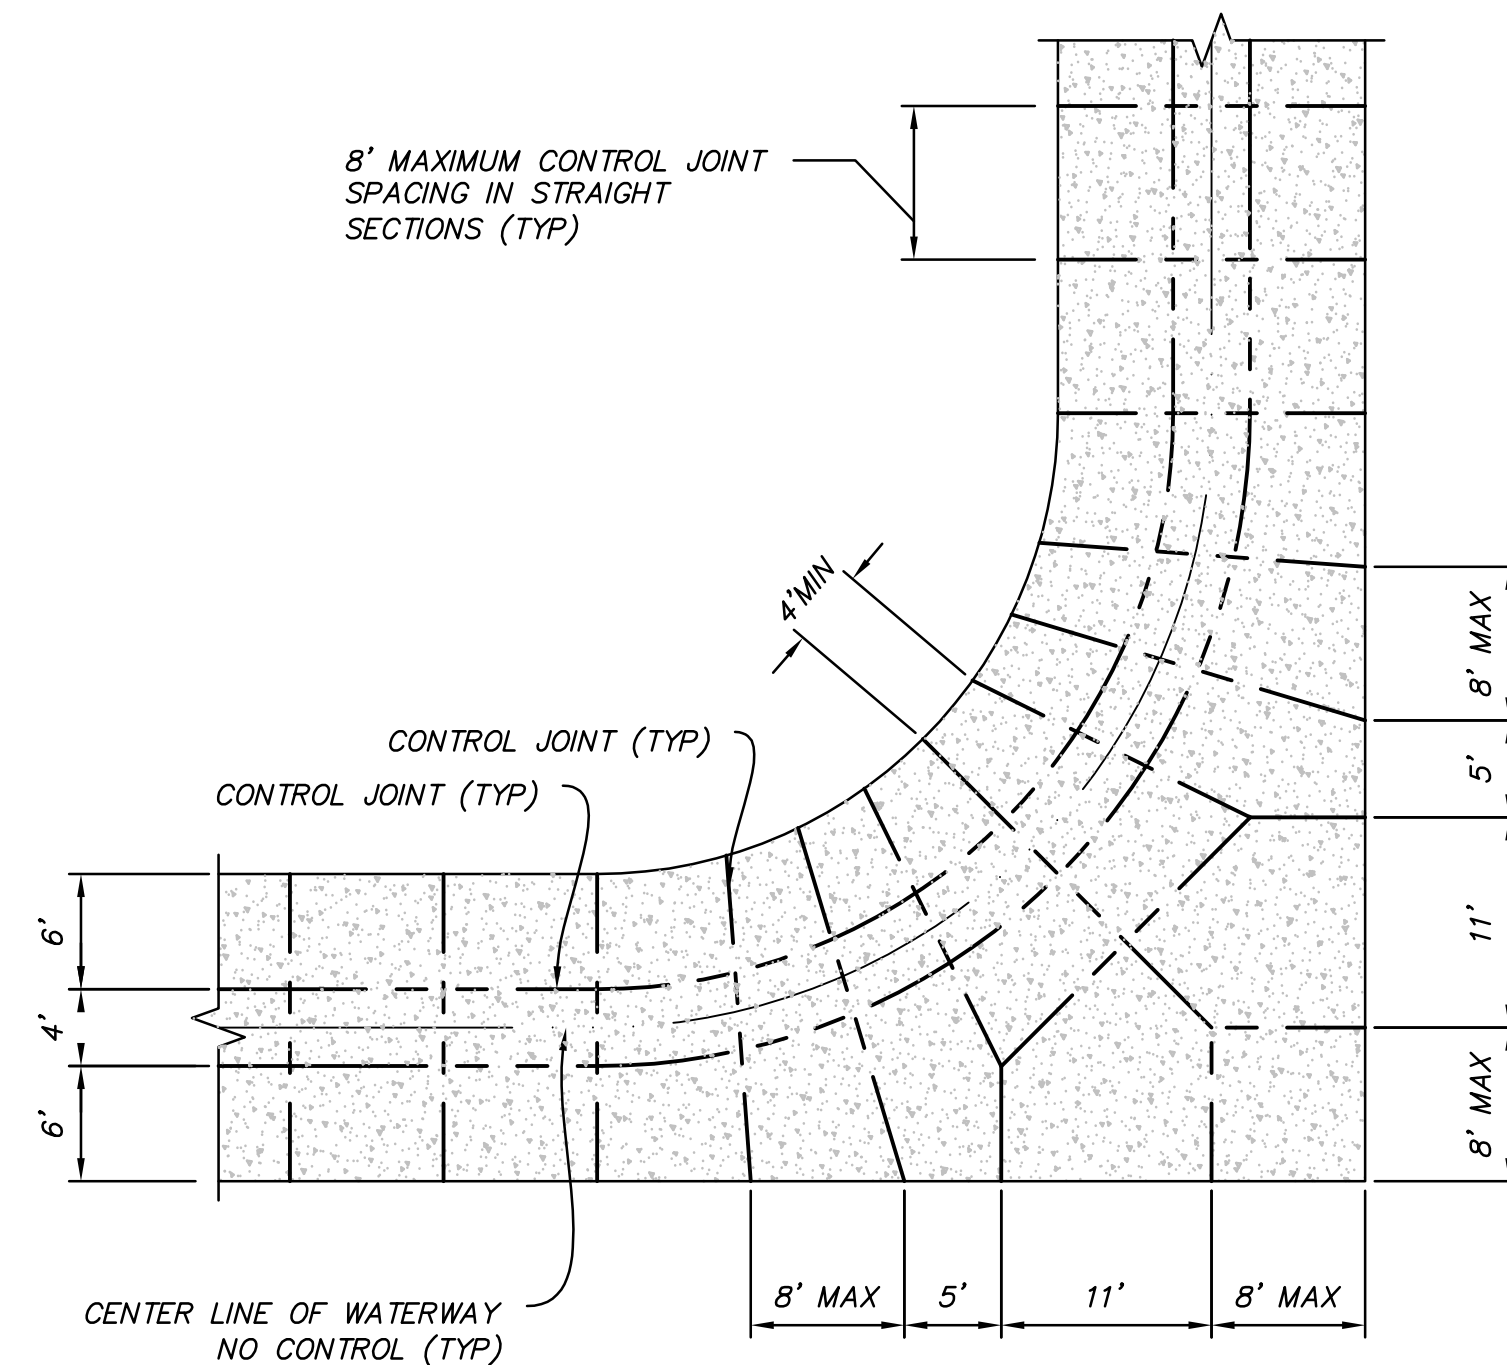 8' MAXIMUM CONTROL JOINT
SPACING IN STRAIGHT
SECTIONS (TYP)
4'MIN
8' MAX
5'
CONTROL JOINT (TYP)
CONTROL JOINT (TYP)
11'
6'
4'
6'
8' MAX
CENTER LINE OF WATERWAY
NO CONTROL (TYP)
8' MAX
5'
11'
8' MAX